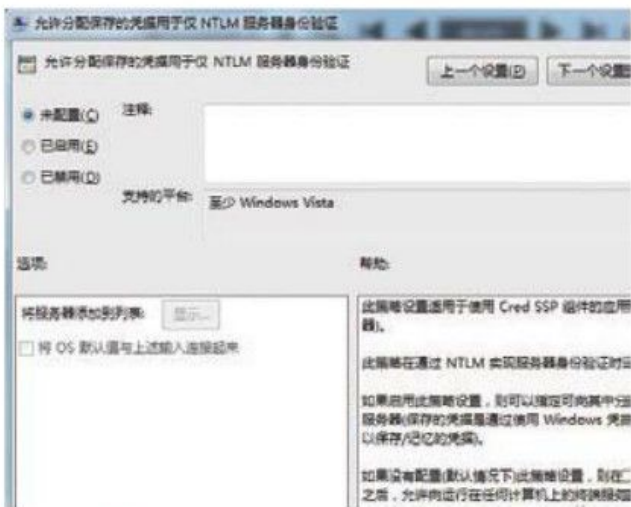 允许分配保存的凭据用于仅 NTLM 服务器身份验证
允许分配保存的凭据用于仅 NTLM 服务器身份验证
上一个设置(P)
下一个设置
未配置(C)
注释:
已启用(E)
已禁用(D)
支持的平台:
至少 Windows Vista
选项:
帮助:
将服务器添加到列表:
显示...
将 OS 默认值与上述输入连接起来
此策略设置适用于使用 Cred SSP 组件的应用
器)。
此策略在通过 NTLM 实现服务器身份验证时
如果启用此策略设置，则可以指定可向其中分
服务器(保存的凭据是通过使用 Windows 凭据
以保存/记忆的凭据)。
如果没有配置(默认情况下)此策略设置，则在
之后，允许向运行在任何计算机上的终端服务